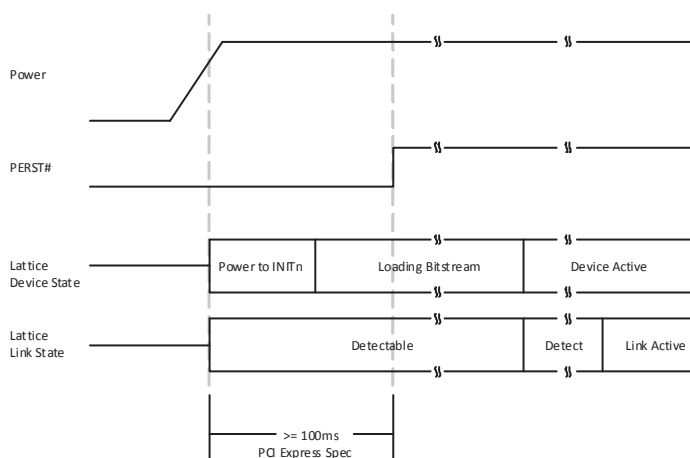 Power
PERST#
Lattice
Device State
Power to INITn
Loading Bitstream
Device Active
Lattice
Link State
Detectable
Detect
Link Active
>= 100ms
PCI Express Spec